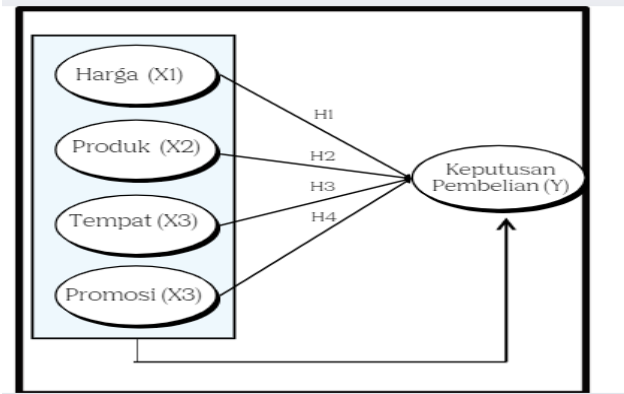 Harga (X1)
H1
Produk (X2)
H2
Keputusan
Pembelian (Y)
H3
Tempat (X3)
H4
Promosi (X3)